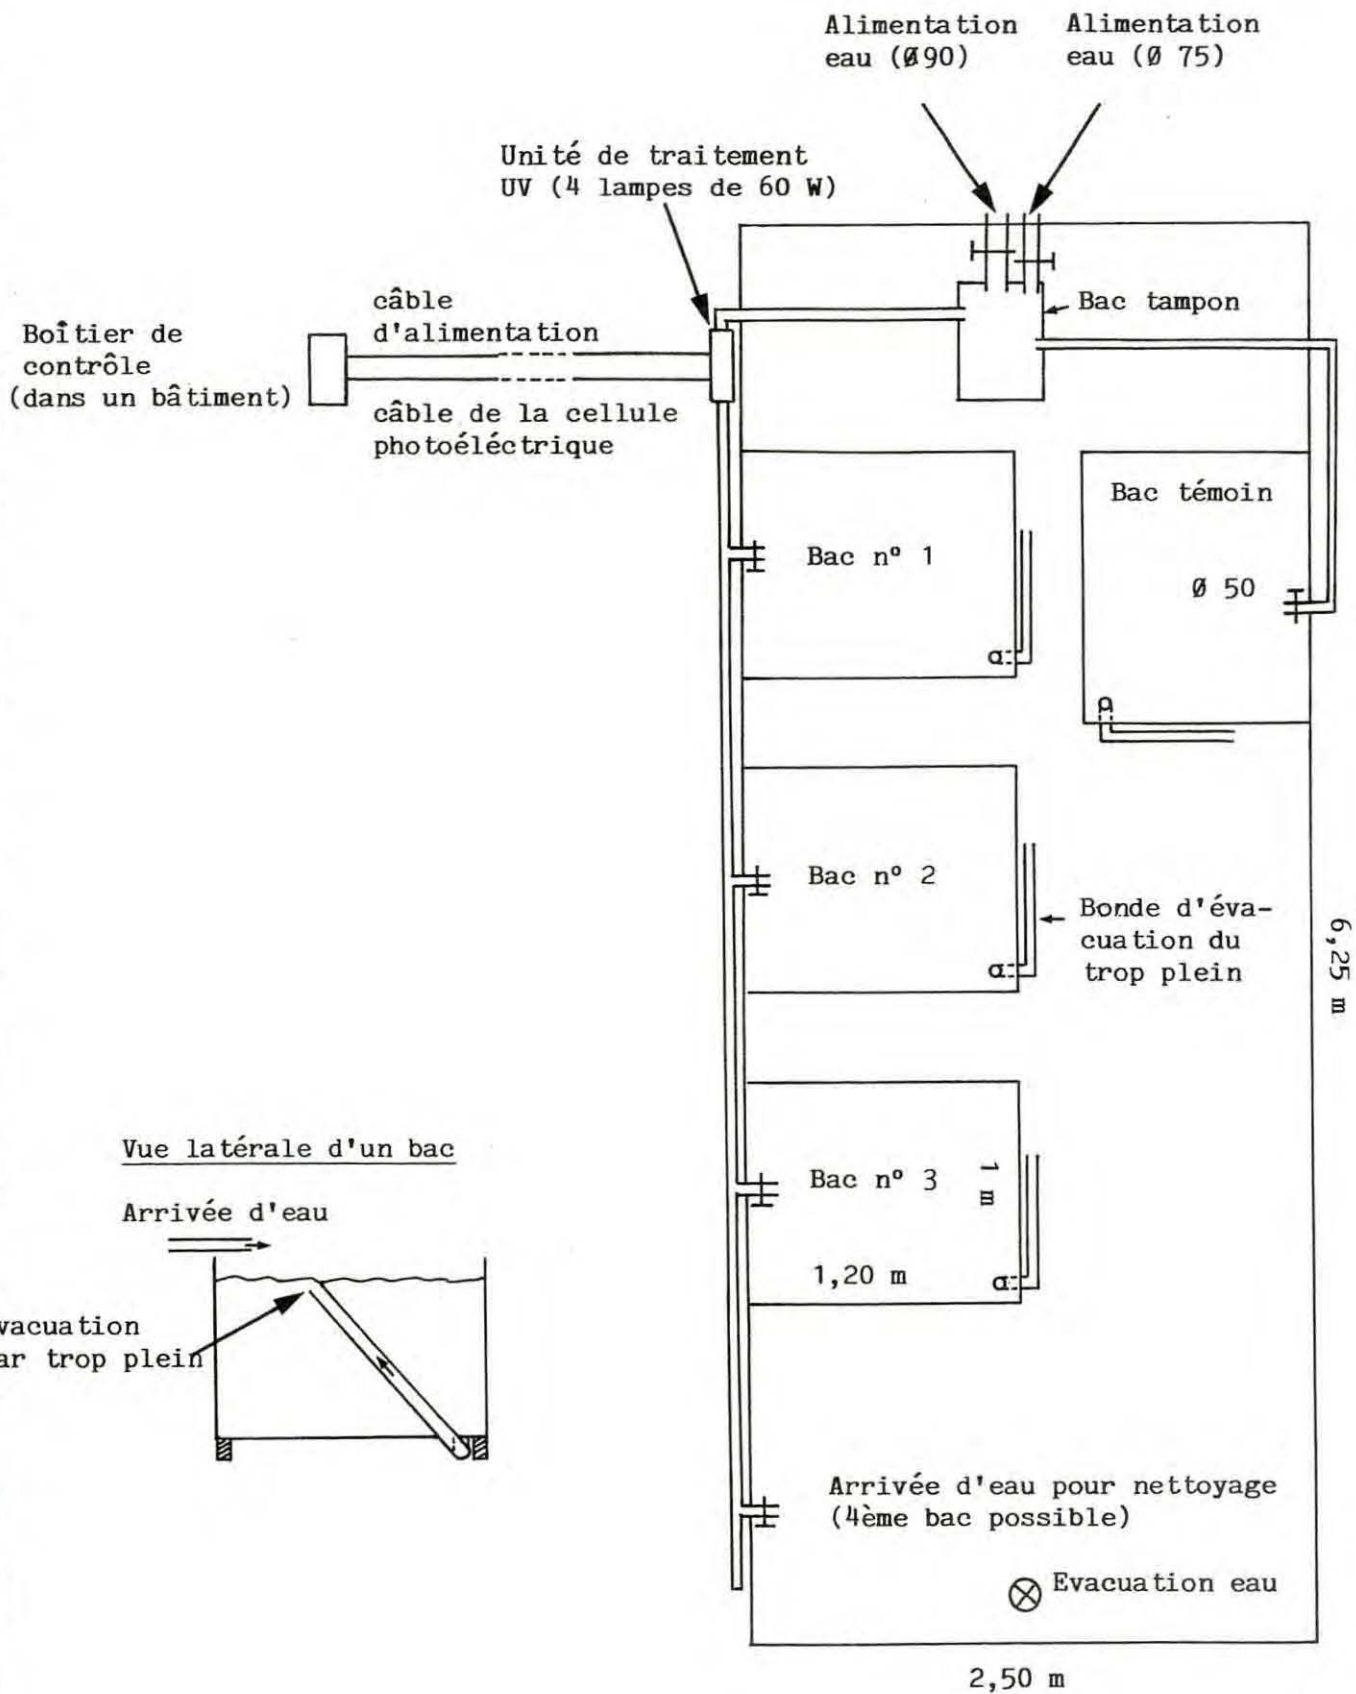 Alimentation
eau (Ø90)
Alimentation
eau (Ø 75)
Unité de traitement
UV (4 lampes de 60 W)
câble
d'alimentation
Bac tampon
Boîtier de
contrôle
(dans un bâtiment)
câble de la cellule
photoéléctrique
Bac témoin
Bac nº 1
Ø 50
Bac nº 2
Bonde d'éva-
cuation du
trop plein
6,25 m
Vue latérale d'un bac
Bac nº 3
1 m
Arrivée d'eau
1,20 m
vacuation
ar trop plein
Arrivée d'eau pour nettoyage
(4ème bac possible)
Evacuation eau
2,50 m